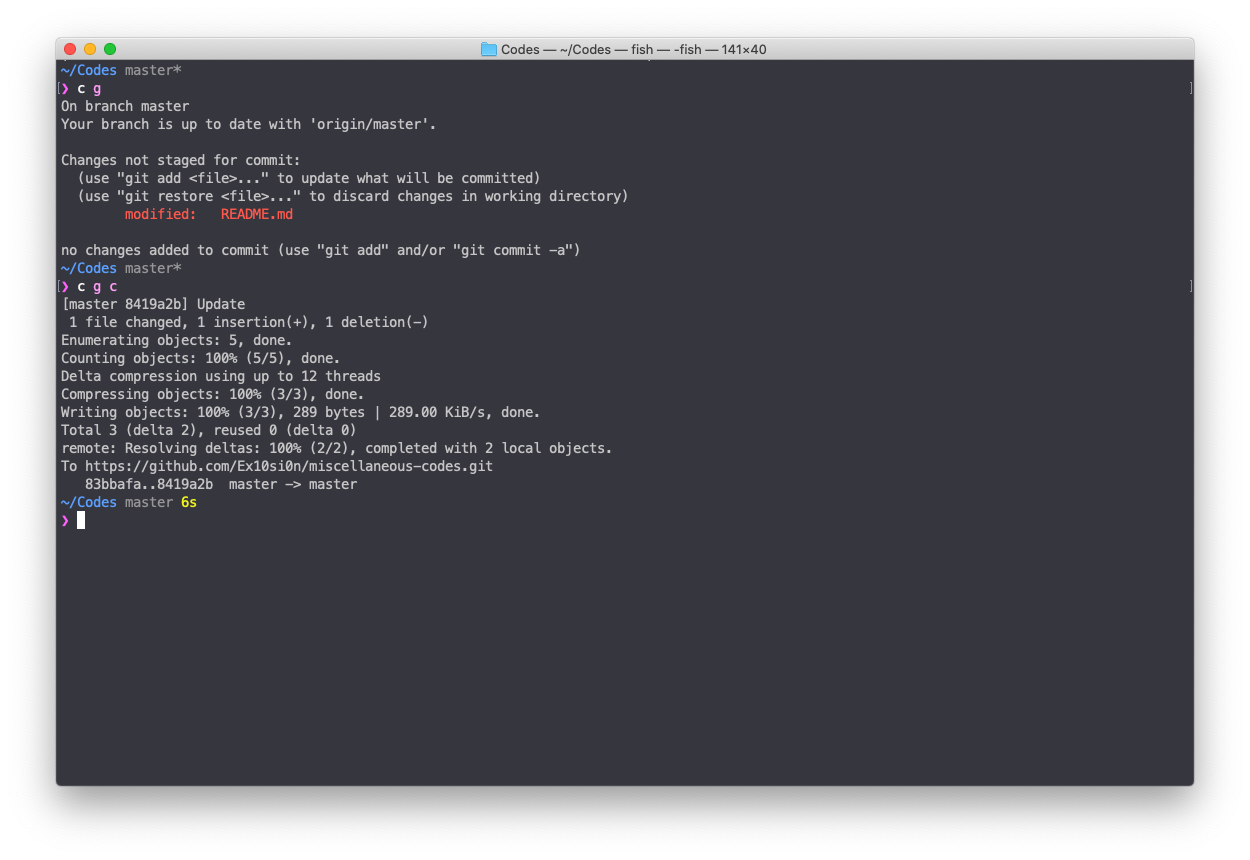 Codes — ~/Codes — fish — -fish — 141×40
~/Codes master*
[❯ c g ]
On branch master
Your branch is up to date with 'origin/master'.
Changes not staged for commit:
(use "git add <file>..." to update what will be committed)
(use "git restore <file>..." to discard changes in working directory)
modified: README.md
no changes added to commit (use "git add" and/or "git commit -a")
~/Codes master*
[❯ c g c ]
[master 8419a2b] Update
1 file changed, 1 insertion(+), 1 deletion(-)
Enumerating objects: 5, done.
Counting objects: 100% (5/5), done.
Delta compression using up to 12 threads
Compressing objects: 100% (3/3), done.
Writing objects: 100% (3/3), 289 bytes | 289.00 KiB/s, done.
Total 3 (delta 2), reused 0 (delta 0)
remote: Resolving deltas: 100% (2/2), completed with 2 local objects.
To https://github.com/Ex10si0n/miscellaneous-codes.git
83bbafa..8419a2b master -> master
~/Codes master 6s
❯